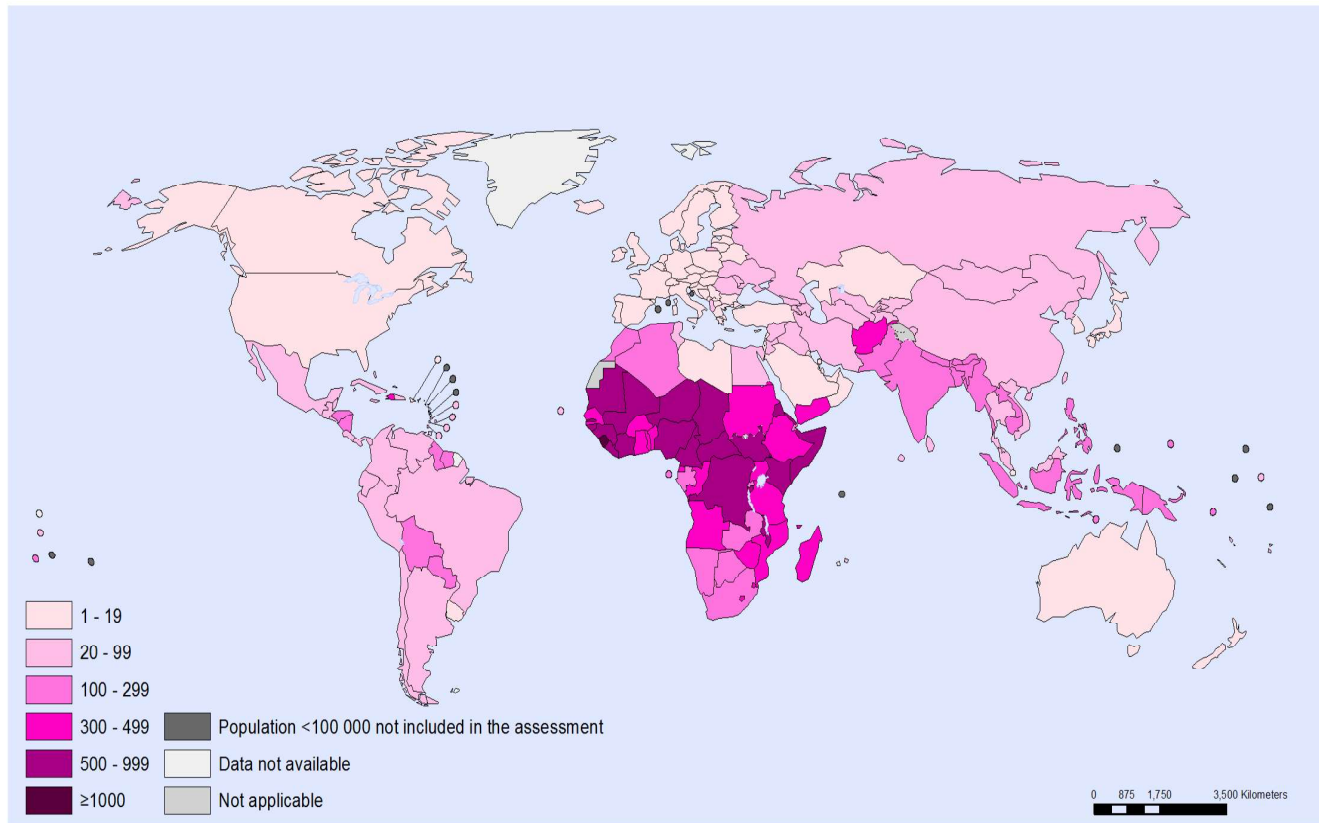 1 - 19
20 - 99
100 - 299
300 - 499
500 - 999
≥1000
Population <100 000 not included in the assessment
Data not available
Not applicable
0 875 1,750 3,500 Kilometers